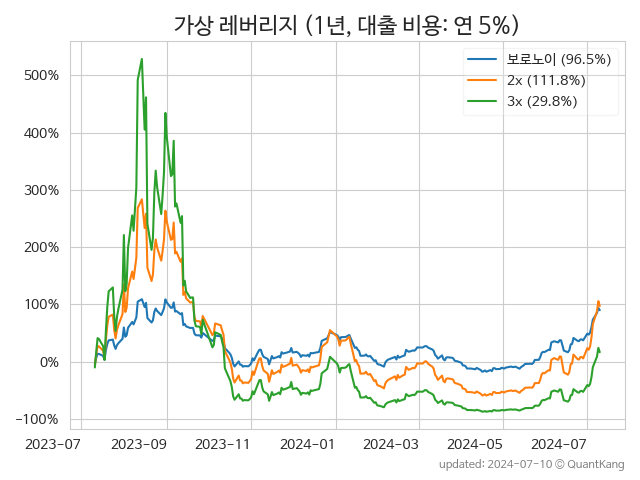 가상 레버리지 (1년, 대출 비용: 연 5%)
보로노이 (96.5%)
2x (111.8%)
3x (29.8%)
500%
400%
300%
200%
100%
0%
−100%
2023-07 2023-09 2023-11 2024-01 2024-03 2024-05 2024-07
updated: 2024-07-10 © QuantKang